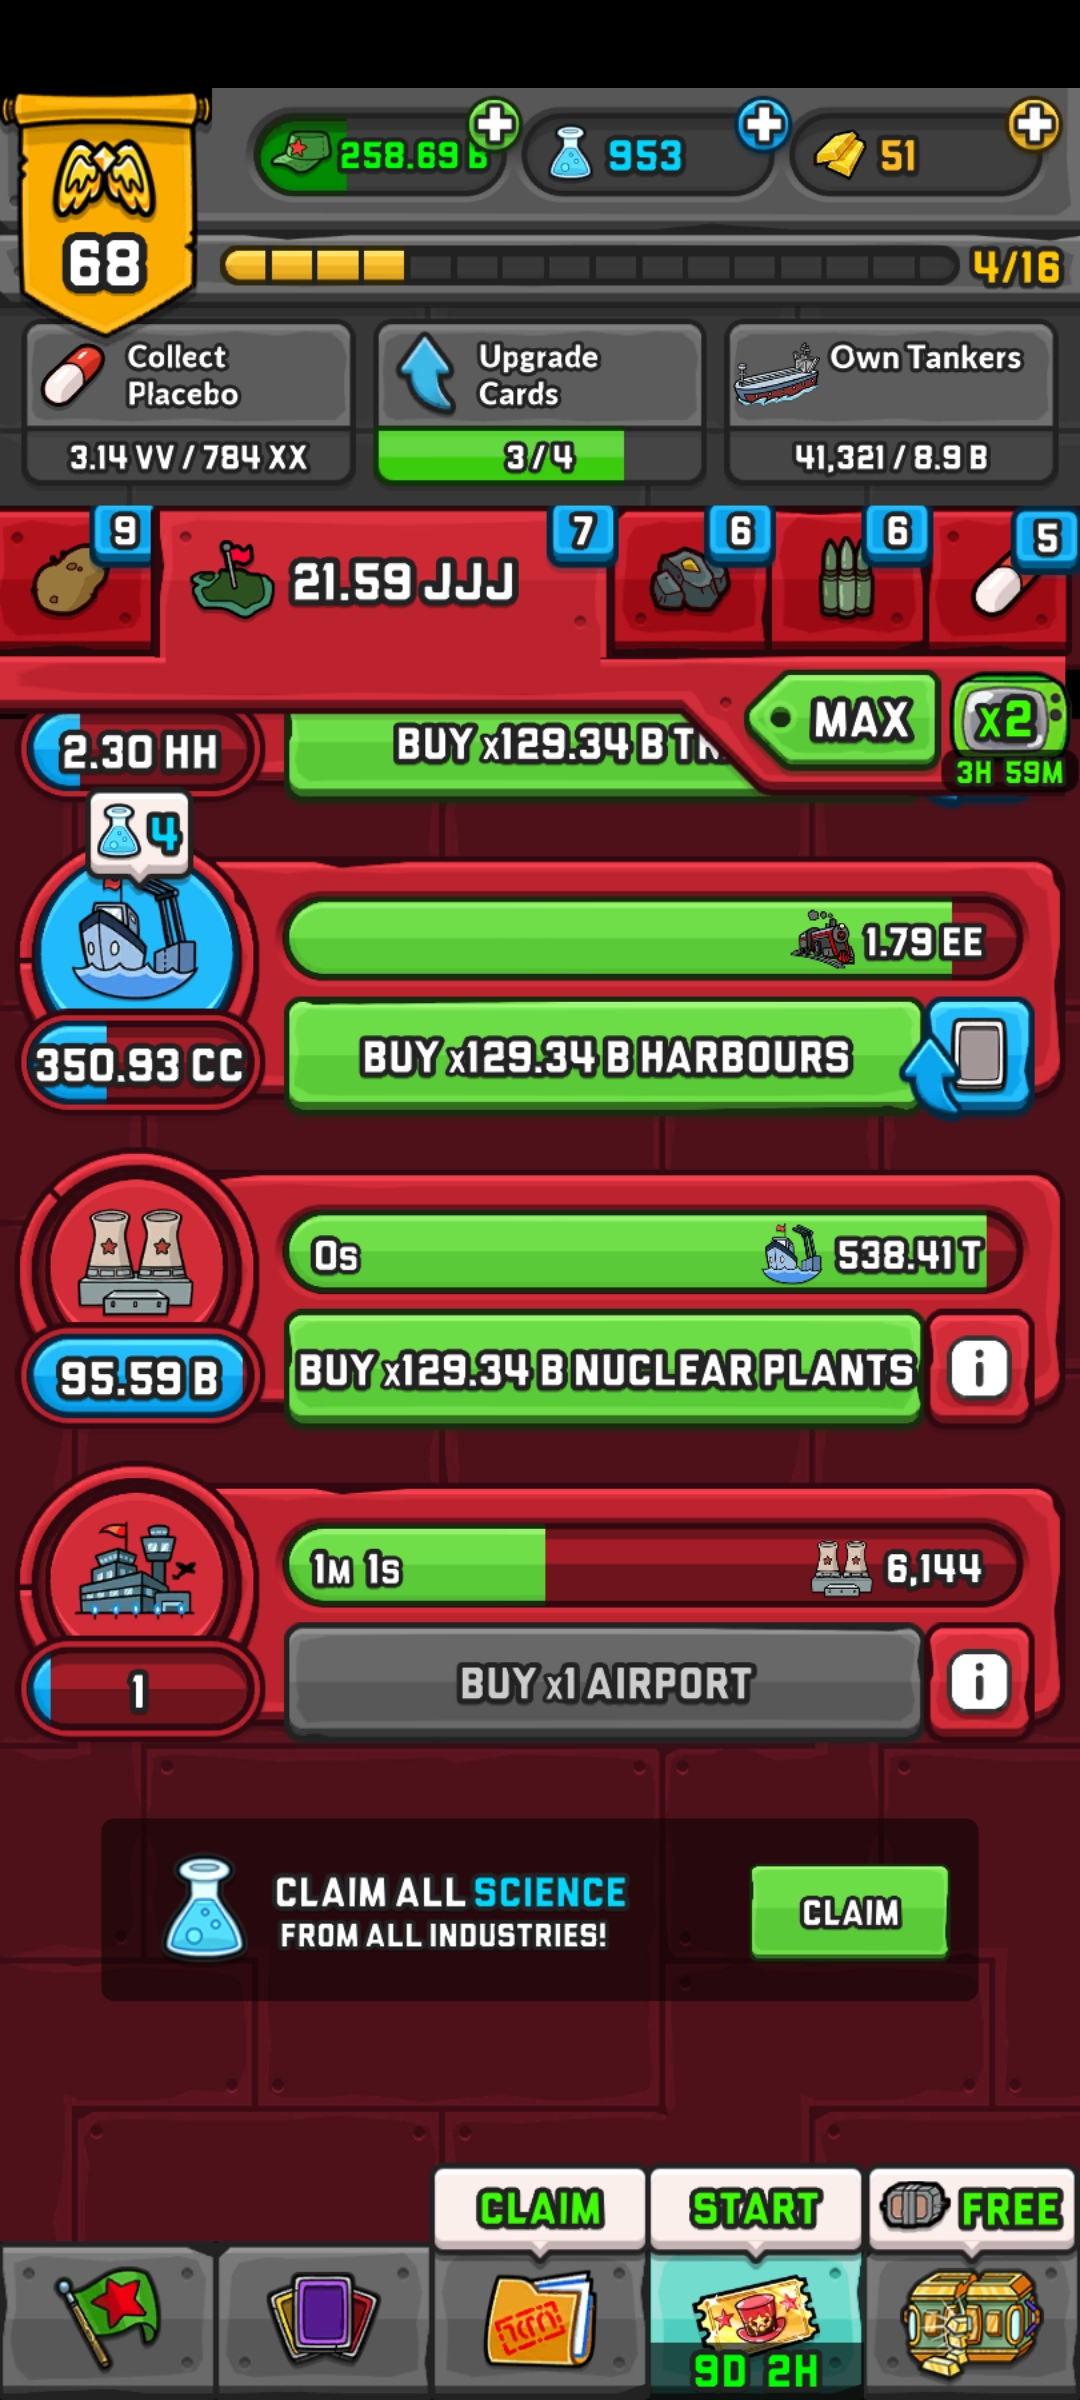 258.69 B
953
51
68
4/16
Collect
Placebo
3.14 VV / 784 XX
Upgrade
Cards
3 / 4
Own Tankers
41,321 / 8.9 B
9
21.59 JJJ
7
6
6
5
MAX
x2
3H 59M
2.30 HH
BUY x129.34 B
4
1.79 EE
350.93 CC
BUY x129.34 B HARBOURS
0s
538.41 T
95.59 B
BUY x129.34 B NUCLEAR PLANTS
i
1M 1s
6,144
1
BUY x1 AIRPORT
i
CLAIM ALL SCIENCE
FROM ALL INDUSTRIES!
CLAIM
CLAIM
START
FREE
9D 2H